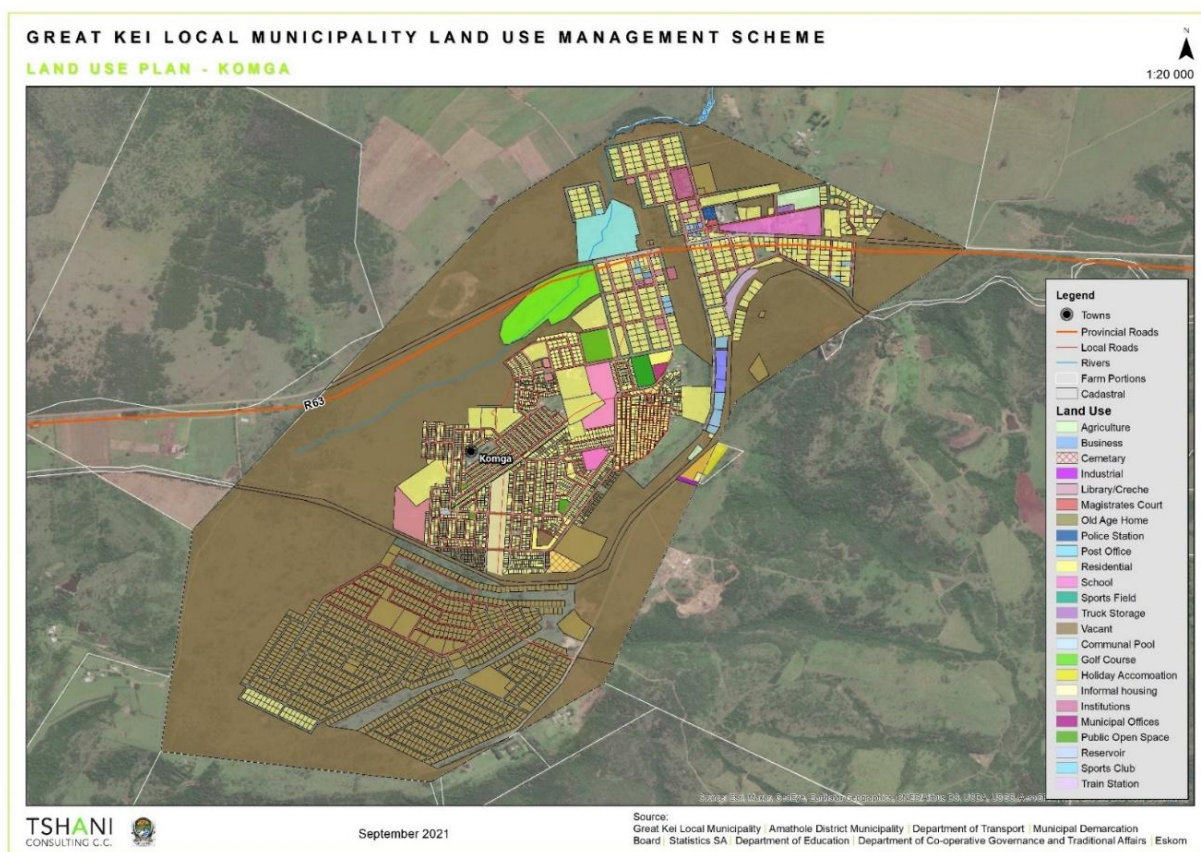 GREAT KEI LOCAL MUNICIPALITY LAND USE MANAGEMENT SCHEME
LAND USE PLAN - KOMGA
N
1:20 000
R63
Komga
Legend
Towns
Provincial Roads
Local Roads
Rivers
Farm Portions
Cadastral
Land Use
Agriculture
Business
Cemetary
Industrial
Library/Creche
Magistrates Court
Old Age Home
Police Station
Post Office
Residential
School
Sports Field
Truck Storage
Vacant
Communal Pool
Golf Course
Holiday Accomoation
Informal housing
Institutions
Municipal Offices
Public Open Space
Reservoir
Sports Club
Train Station
TSHANI
CONSULTING C.C.
September 2021
Source:
Great Kei Local Municipality | Amathole District Municipality | Department of Transport | Municipal Demarcation
Board | Statistics SA | Department of Education | Department of Co-operative Governance and Traditional Affairs | Eskom